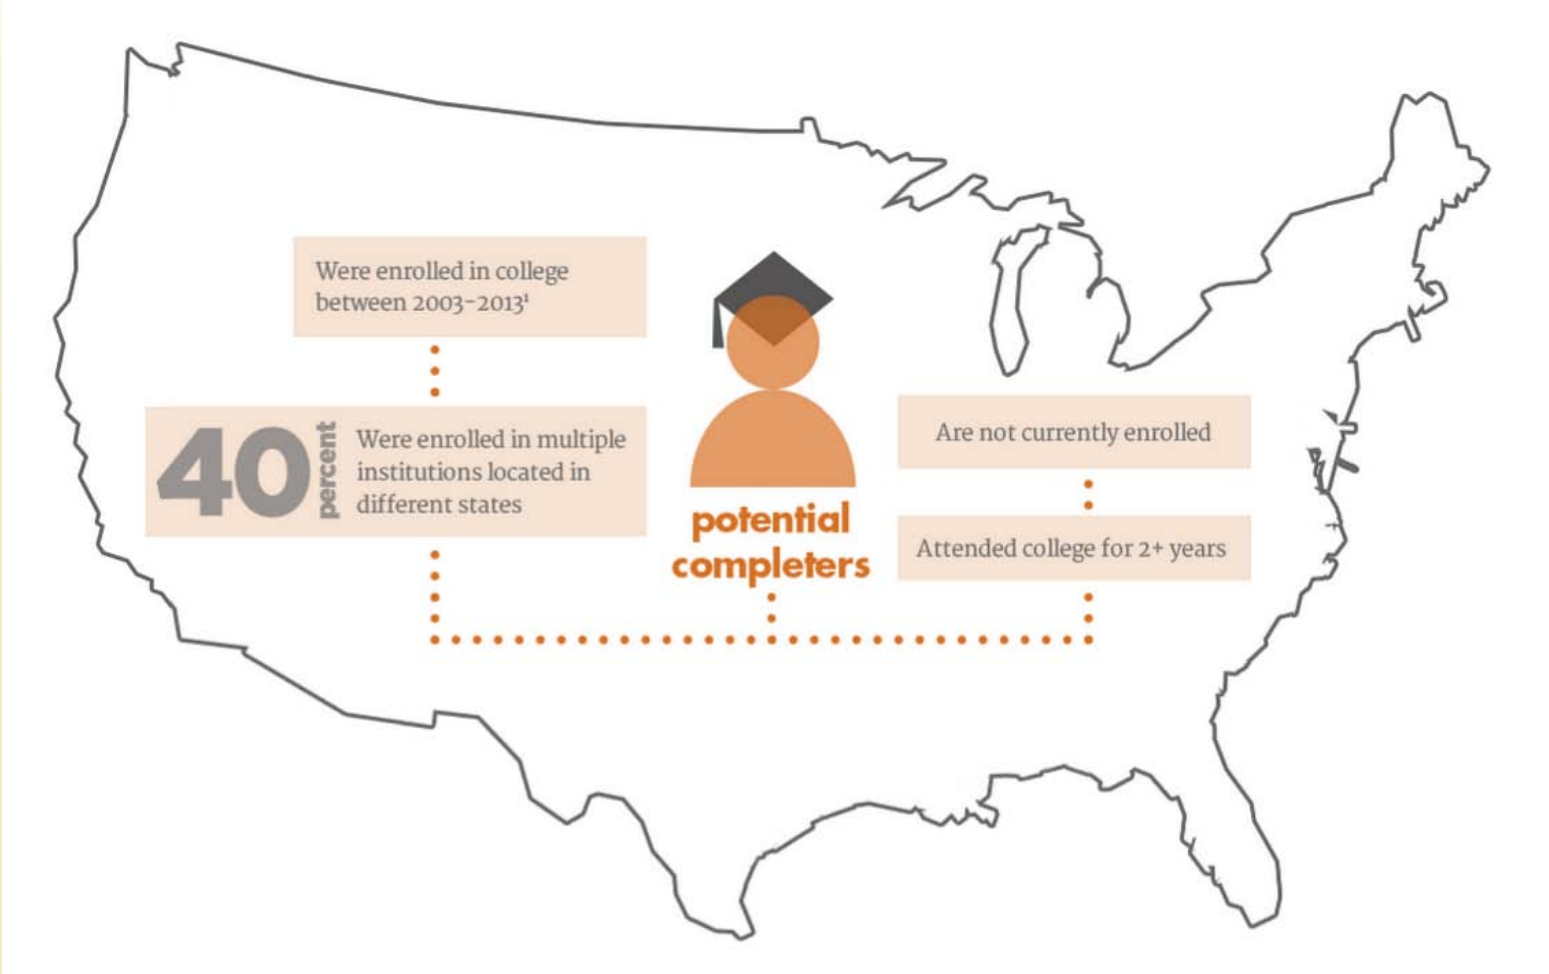 Were enrolled in college
between 2003-2013¹
40 percent
Were enrolled in multiple
institutions located in
different states
potential
completers
Are not currently enrolled
Attended college for 2+ years